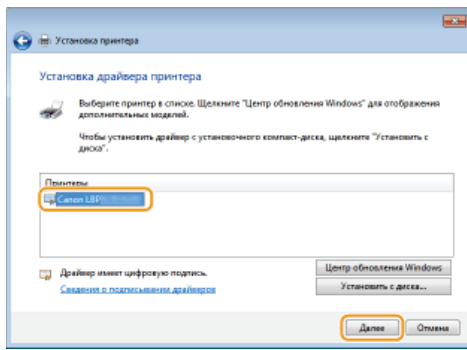 Установка принтера
Установка драйвера принтера
Выберите принтер в списке. Щелкните "Центр обновления Windows" для отображения
дополнительных моделей.
Чтобы установить драйвер с установочного компакт-диска, щелкните "Установить с
диска".
Принтеры
Canon LBP
Драйвер имеет цифровую подпись.
Сведения о подписывании драйверов
Центр обновления Windows
Установить с диска...
Далее
Отмена